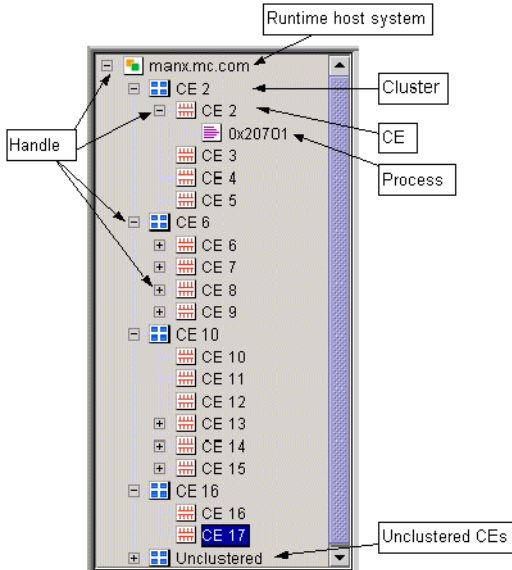 Runtime host system
manx.mc.com
CE 2
Cluster
CE 2
CE
0x20701
Handle
CE 3
Process
CE 4
CE 5
CE 6
CE 6
CE 7
CE 8
CE 9
CE 10
CE 10
CE 11
CE 12
CE 13
CE 14
CE 15
CE 16
CE 16
CE 17
Unclustered CEs
Unclustered